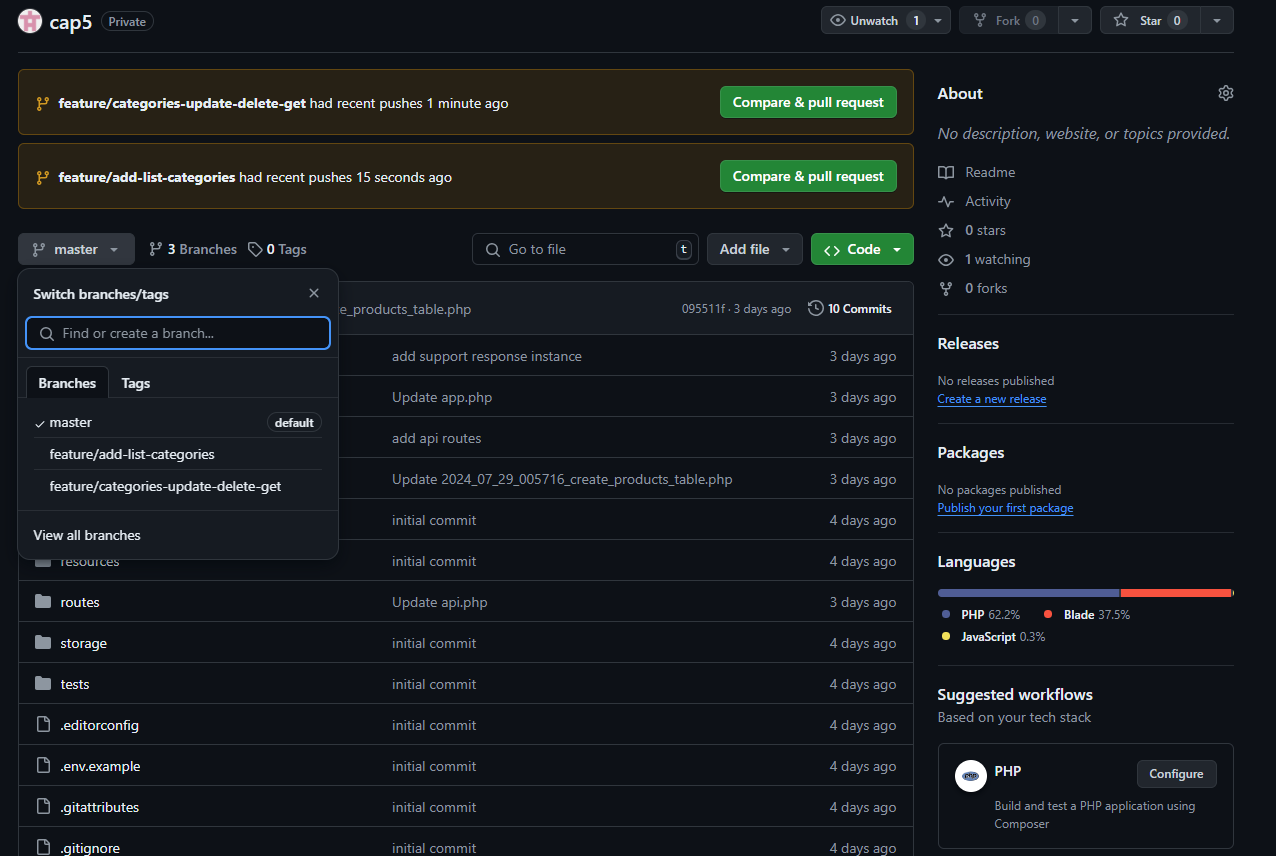 cap5 Private
Unwatch 1
Fork 0
Star 0
feature/categories-update-delete-get had recent pushes 1 minute ago
Compare & pull request
feature/add-list-categories had recent pushes 15 seconds ago
Compare & pull request
master
3 Branches
0 Tags
Go to file
t
Add file
Code
Switch branches/tags
Find or create a branch...
Branches
Tags
master
default
feature/add-list-categories
feature/categories-update-delete-get
View all branches
e_products_table.php
095511f · 3 days ago
10 Commits
add support response instance
3 days ago
Update app.php
3 days ago
add api routes
3 days ago
Update 2024_07_29_005716_create_products_table.php
3 days ago
initial commit
4 days ago
resources
initial commit
4 days ago
routes
Update api.php
3 days ago
storage
initial commit
4 days ago
tests
initial commit
4 days ago
.editorconfig
initial commit
4 days ago
.env.example
initial commit
4 days ago
.gitattributes
initial commit
4 days ago
.gitignore
initial commit
4 days ago
About
No description, website, or topics provided.
Readme
Activity
0 stars
1 watching
0 forks
Releases
No releases published
Create a new release
Packages
No packages published
Publish your first package
Languages
PHP 62.2%
Blade 37.5%
JavaScript 0.3%
Suggested workflows
Based on your tech stack
php
PHP
Configure
Build and test a PHP application using
Composer